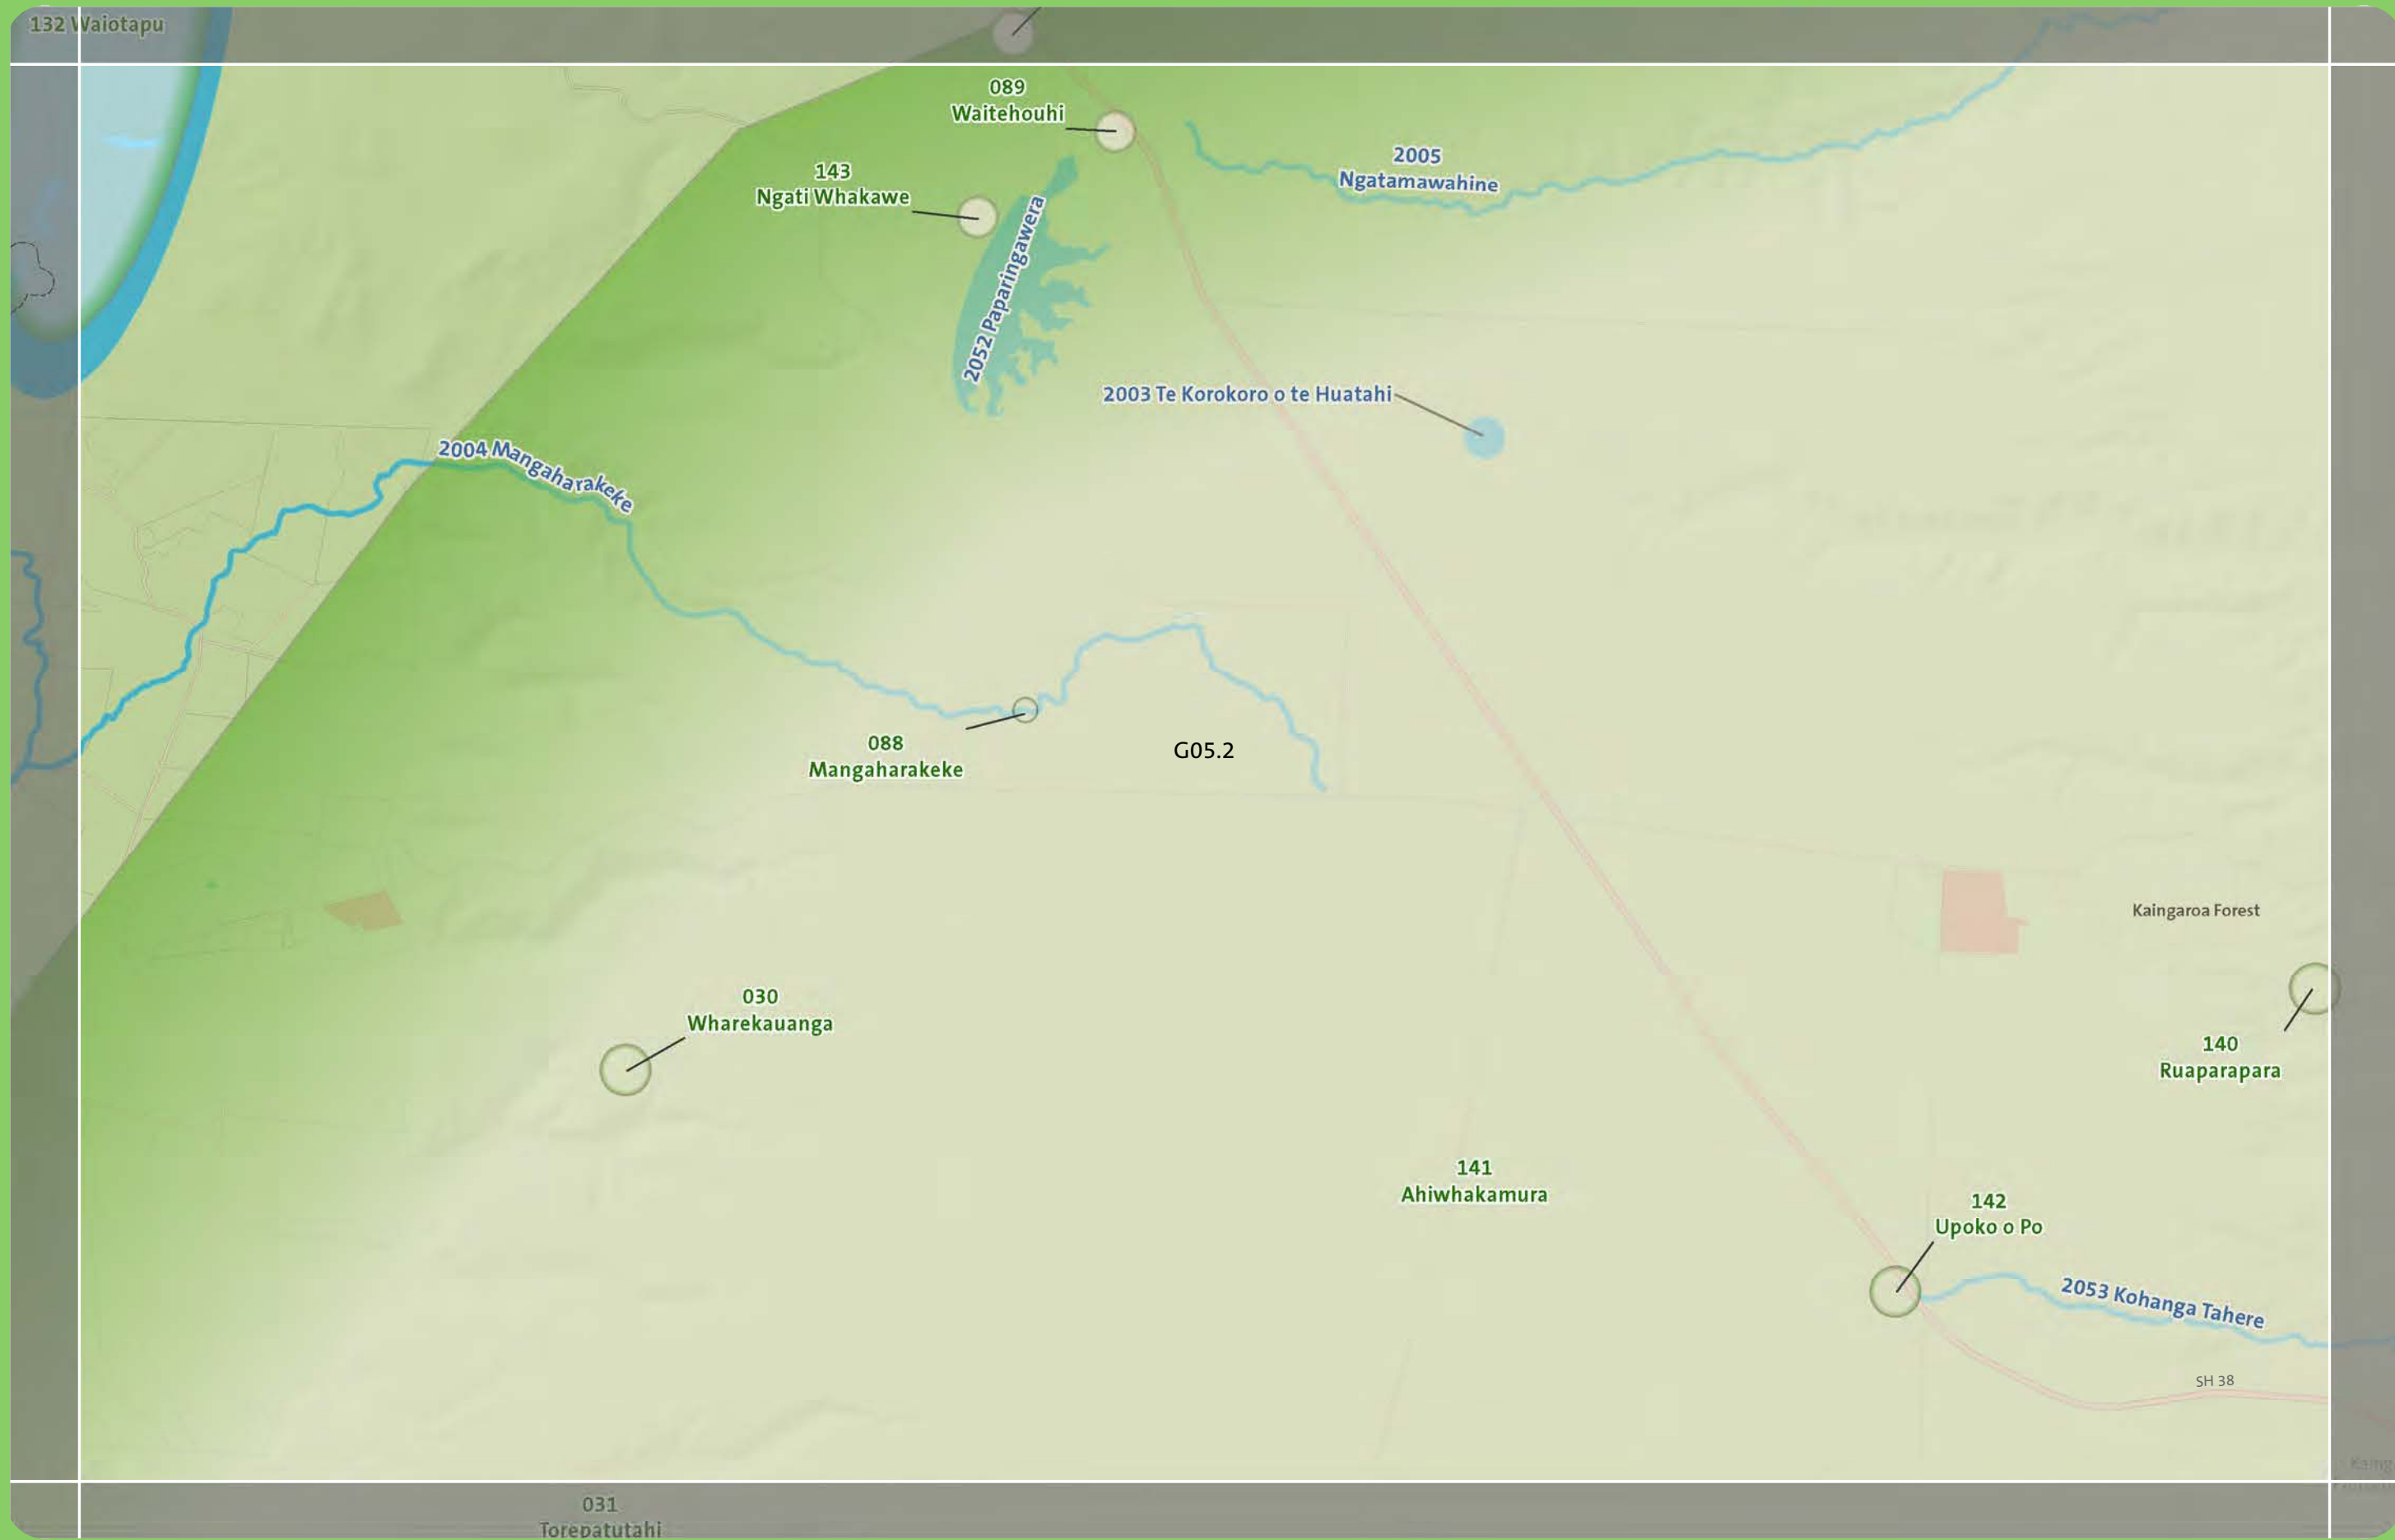 132 Waiotapu
089
Waitehouhi
143
Ngati Whakawe
2005
Ngatamawahine
2052 Paparingawera
2003 Te Korokoro o te Huatahi
2004 Mangaharakeke
088
Mangaharakeke
G05.2
Kaingaroa Forest
030
Wharekauanga
140
Ruaparapara
141
Ahiwhakamura
142
Upoko o Po
2053 Kohanga Tahere
SH 38
031
Torepatutahi